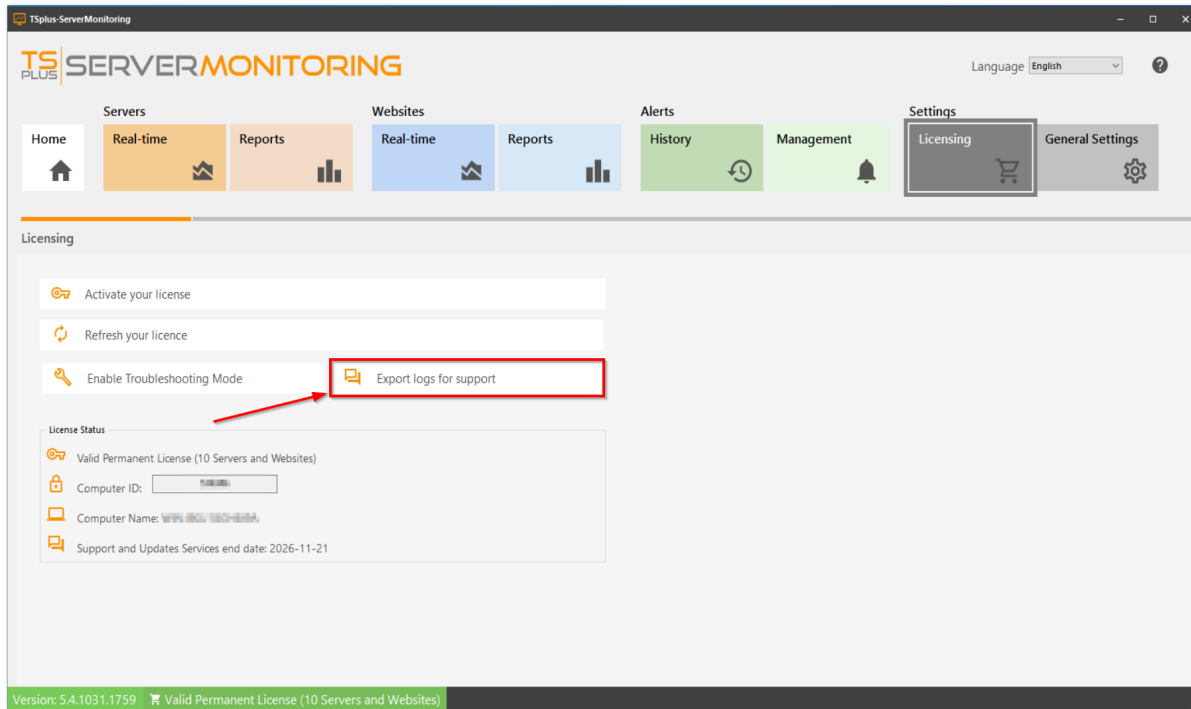 TSplus-ServerMonitoring
TS PLUS SERVERMONITORING
Language English
Servers
Websites
Alerts
Settings
Home
Real-time
Reports
Real-time
Reports
History
Management
Licensing
General Settings
Licensing
Activate your license
Refresh your licence
Enable Troubleshooting Mode
Export logs for support
License Status
Valid Permanent License (10 Servers and Websites)
Computer ID:
Computer Name:
Support and Updates Services end date: 2026-11-21
Version: 5.4.1031.1759 Valid Permanent License (10 Servers and Websites)